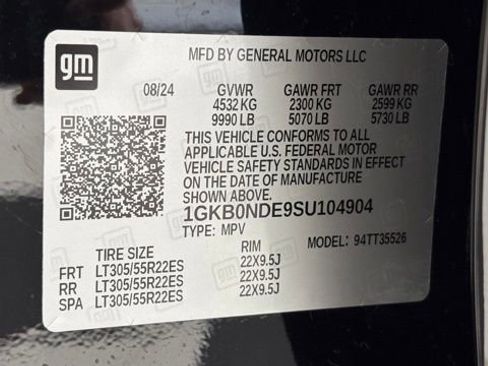 gm
MFD BY GENERAL MOTORS LLC
08/24 GVWR GAWR FRT GAWR RR
4532 KG 2300 KG 2599 KG
9990 LB 5070 LB 5730 LB
THIS VEHICLE CONFORMS TO ALL
APPLICABLE U.S. FEDERAL MOTOR
VEHICLE SAFETY STANDARDS IN EFFECT
ON THE DATE OF MANUFACTURE
SHOWN ABOVE.
1GKB0NDE9SU104904
TYPE: MPV MODEL: 94TT35526
TIRE SIZE RIM
FRT LT305/55R22ES 22X9.5J
RR LT305/55R22ES 22X9.5J
SPA LT305/55R22ES 22X9.5J